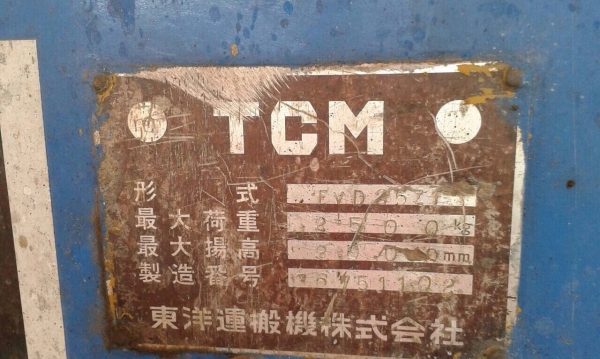 TCM
形式
最大荷重 2500 kg
最大揚高 mm
製造番号
東洋運搬機株式会社